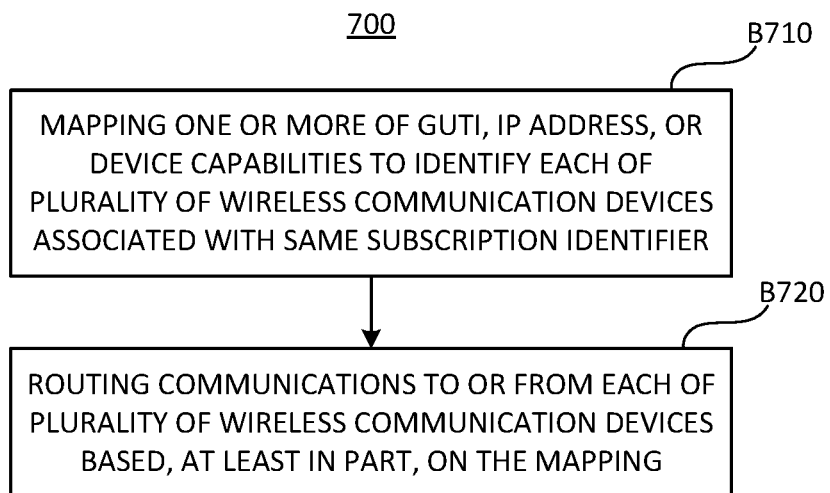 700
B710
MAPPING ONE OR MORE OF GUTI, IP ADDRESS, OR
DEVICE CAPABILITIES TO IDENTIFY EACH OF
PLURALITY OF WIRELESS COMMUNICATION DEVICES
ASSOCIATED WITH SAME SUBSCRIPTION IDENTIFIER
B720
ROUTING COMMUNICATIONS TO OR FROM EACH OF
PLURALITY OF WIRELESS COMMUNICATION DEVICES
BASED, AT LEAST IN PART, ON THE MAPPING